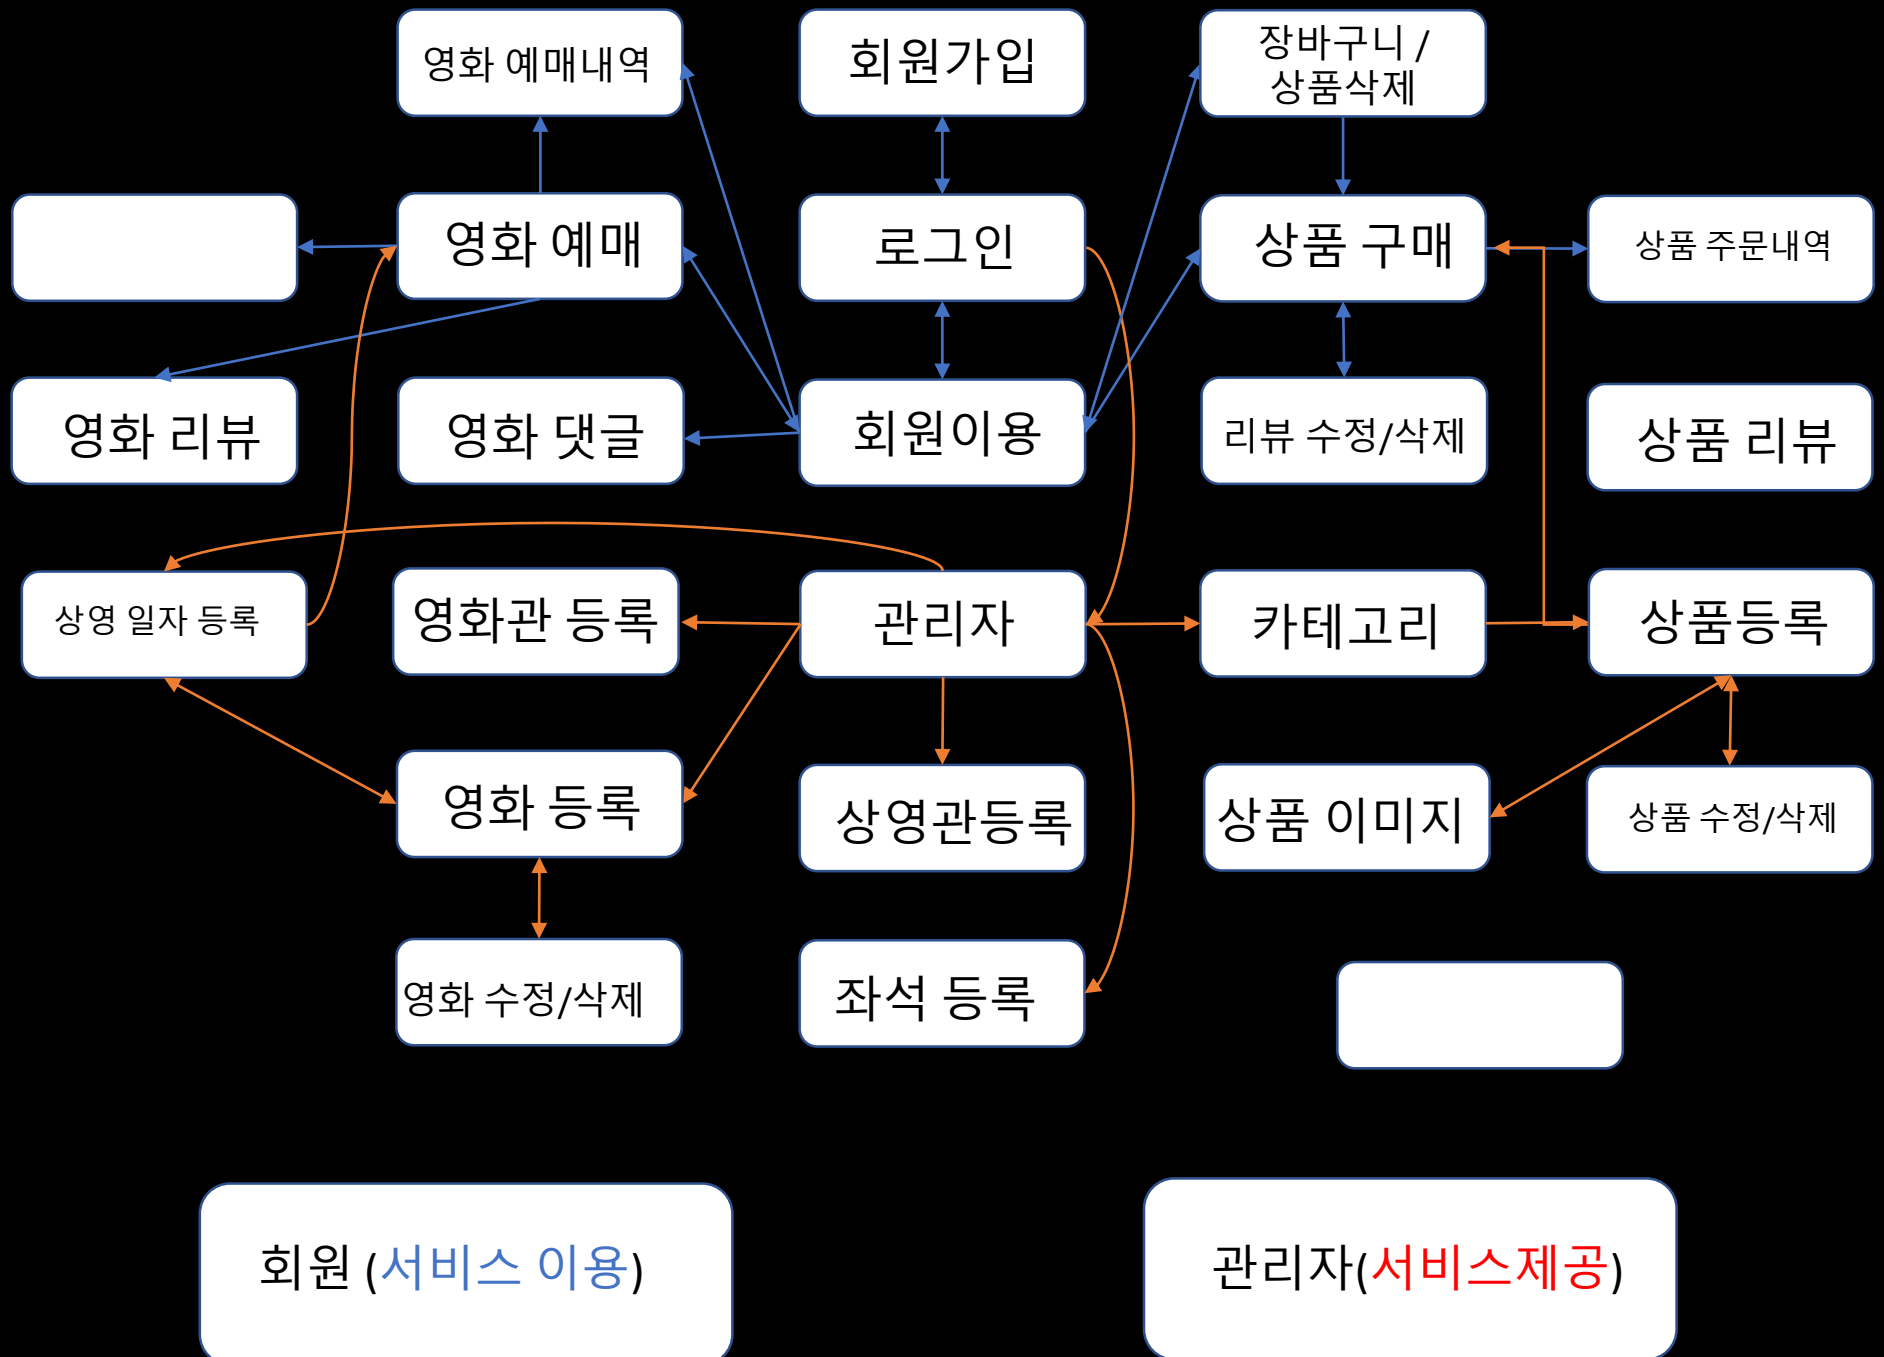 영화 예매내역
회원가입
장바구니 /
상품삭제
영화 예매
로그인
상품 구매
상품 주문내역
영화 리뷰
영화 댓글
회원이용
리뷰 수정/삭제
상품 리뷰
상영 일자 등록
영화관 등록
관리자
카테고리
상품등록
영화 등록
상영관등록
상품 이미지
상품 수정/삭제
영화 수정/삭제
좌석 등록
회원 (서비스 이용)
관리자(서비스제공)